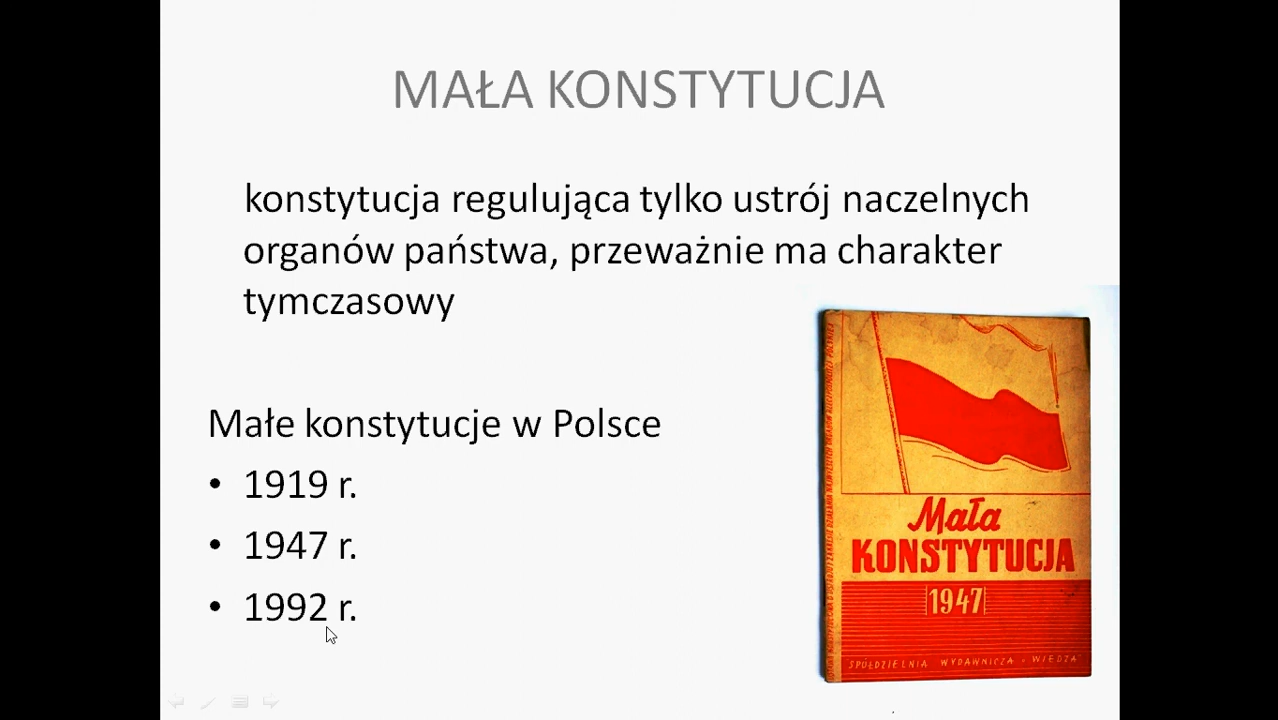 MAŁA KONSTYTUCJA
konstytucja regulująca tylko ustrój naczelnych
organów państwa, przeważnie ma charakter
tymczasowy
Małe konstytucje w Polsce
• 1919 r.
• 1947 r.
• 1992 r.
Mała
KONSTYTUCJA
1947
SPÓŁDZIELNIA WYDAWNICZA „WIEDZA”